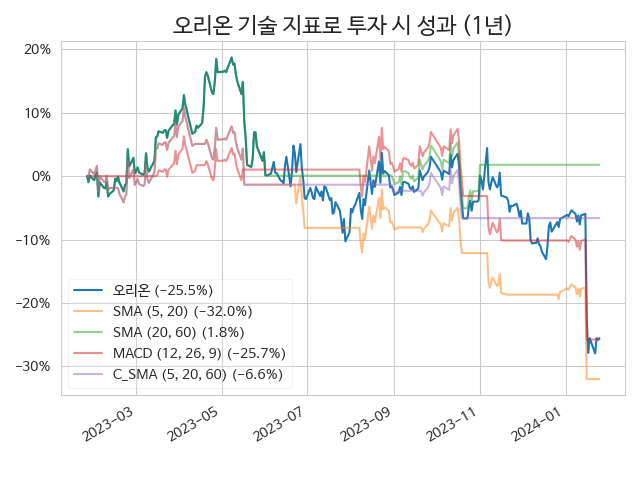 오리온 기술 지표로 투자 시 성과 (1년)
20%
10%
0%
−10%
−20%
−30%
오리온 (−25.5%)
SMA (5, 20) (−32.0%)
SMA (20, 60) (1.8%)
MACD (12, 26, 9) (−25.7%)
C_SMA (5, 20, 60) (−6.6%)
2023−03
2023−05
2023−07
2023−09
2023−11
2024−01